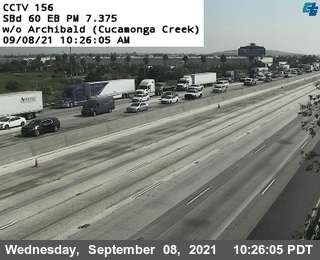 CCTV 156
SBd 60 EB PM 7.375
w/o Archibald (Cucamonga Creek)
09/08/21 10:26:05 AM
Wednesday, September 08, 2021 10:26:05 PDT